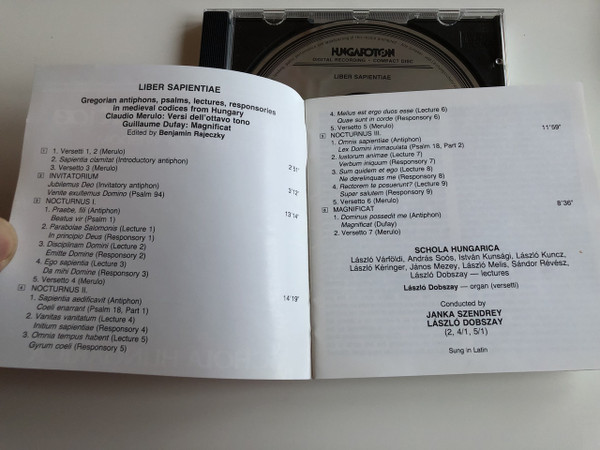 HUNGAROTON
DIGITAL RECORDING • COMPACT DISC
LIBER SAPIENTIAE
LIBER SAPIENTIAE
Gregorian antiphons, psalms, lectures, responsories
in medieval codices from Hungary
Claudio Merulo: Versi dell'ottavo tono
Guillaume Dufay: Magnificat
Edited by Benjamin Rajeczky
1 1. Versetti 1, 2 (Merulo)
2. Sapientia clamitat (Introductory antiphon)
3. Versetto 3 (Merulo) 2'31"
2 INVITATORIUM
Jubilemus Deo (Invitatory antiphon)
Venite exultemus Domino (Psalm 94) 3'12"
3 NOCTURNUS I.
1. Praebe, fili (Antiphon) 13'14"
Beatus vir (Psalm 1)
2. Parabolae Salomonis (Lecture 1)
In principio Deus (Responsory 1)
3. Disciplinam Domini (Lecture 2)
Emitte Domine (Responsory 2)
4. Ego sapientia (Lecture 3)
Da mihi Domine (Responsory 3)
5. Versetto 4 (Merulo)
4 NOCTURNUS II.
1. Sapientia aedificavit (Antiphon) 14'19"
Coeli enarrant (Psalm 18, Part 1)
2. Vanitas vanitatum (Lecture 4)
Initium sapientiae (Responsory 4)
3. Omnia tempus habent (Lecture 5)
Gyrum coeli (Responsory 5)
4. Melius est ergo duos esse (Lecture 6)
Quae sunt in corde (Responsory 6)
5. Versetto 5 (Merulo)
5 NOCTURNUS III. 11'59"
1. Omnis sapientiae (Antiphon)
Lex Domini immaculata (Psalm 18, Part 2)
2. Iustorum animae (Lecture 7)
Verbum iniquum (Responsory 7)
3. Sum quidem et ego (Lecture 8)
Ne derelinquas me (Responsory 8)
4. Rectorem te posuerunt? (Lecture 9)
Super salutem (Responsory 9)
5. Versetto 6 (Merulo)
6 MAGNIFICAT 8'36"
1. Dominus possedit me (Antiphon)
Magnificat (Dufay)
2. Versetto 7 (Merulo)
SCHOLA HUNGARICA
László Várföldi, András Soós, István Kunsági, László Kuncz,
László Kéringer, János Mezey, László Melis, Sándor Révész,
László Dobszay — lectures
László Dobszay — organ (versetti)
Conducted by
JANKA SZENDREY
LÁSZLÓ DOBSZAY
(2, 4/1, 5/1)
Sung in Latin